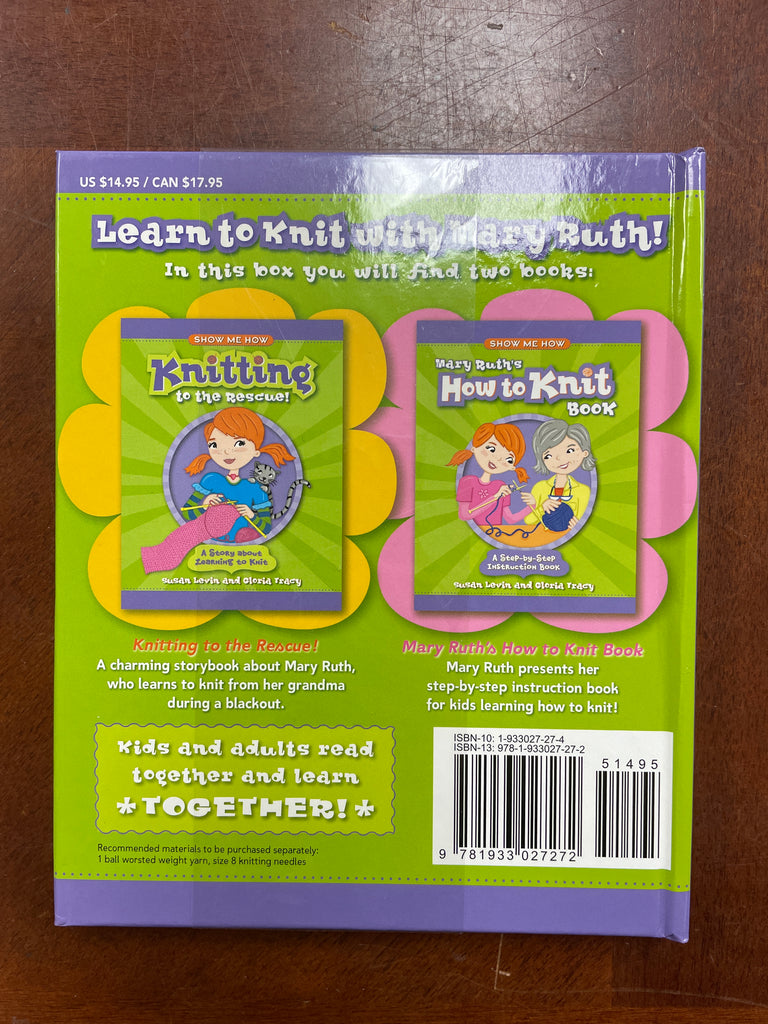 US $14.95 / CAN $17.95
Learn to Knit with Mary Ruth!
In this box you will find two books:
SHOW ME HOW
Knitting
to the Rescue!
A Story about
Learning to Knit
Susan Levin and Gloria Tracy
SHOW ME HOW
Mary Ruth's
How to Knit
BOOK
A Step-by-Step
Instruction Book
Susan Levin and Gloria Tracy
Knitting to the Rescue!
A charming storybook about Mary Ruth,
who learns to knit from her grandma
during a blackout.
Mary Ruth's How to Knit Book
Mary Ruth presents her
step-by-step instruction book
for kids learning how to knit!
Kids and adults read
together and learn
*TOGETHER!*
Recommended materials to be purchased separately:
1 ball worsted weight yarn, size 8 knitting needles
ISBN-10: 1-933027-27-4
ISBN-13: 978-1-933027-27-2
51495
9 781933 027272